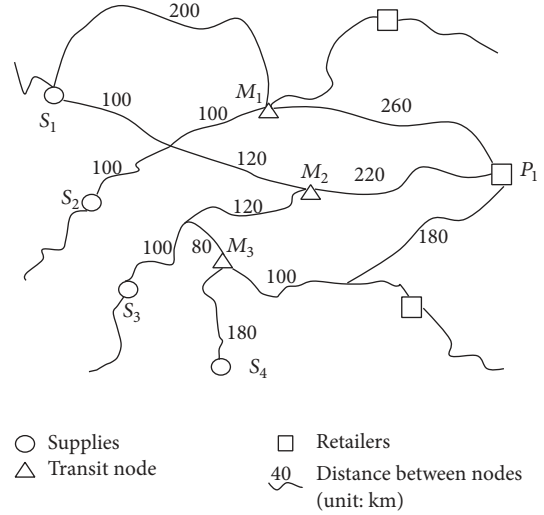 200
S₁
100
100
M₁
260
100
S₂
120
M₂
220
P₁
120
100
80
M₃
180
100
S₃
180
S₄
Supplies
Transit node
Retailers
40 Distance between nodes
(unit: km)